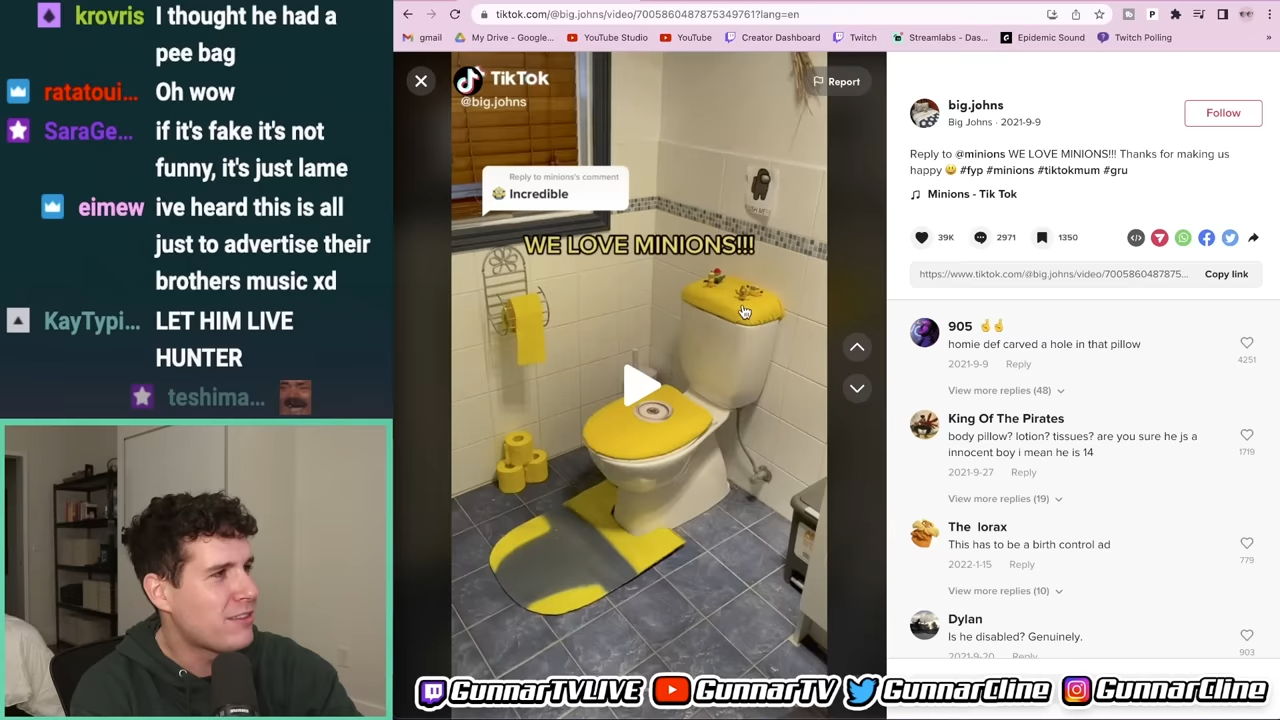 krovris I thought he had a
pee bag
ratatoui... Oh wow
SaraGe... if it's fake it's not
funny, it's just lame
eimew ive heard this is all
just to advertise their
brothers music xd
KayTypi... LET HIM LIVE
HUNTER
teshima...
tiktok.com/@big.johns/video/7005860487875349761?lang=en
gmail
My Drive - Google...
YouTube Studio
YouTube
Creator Dashboard
Twitch
Streamlabs - Das...
Epidemic Sound
Twitch Polling
»
TikTok
@big.johns
Report
Reply to minions's comment
Incredible
WE LOVE MINIONS!!!
big.johns
Big Johns · 2021-9-9
Follow
Reply to @minions WE LOVE MINIONS!!! Thanks for making us
happy 😀 #fyp #minions #tiktokmum #gru
Minions - Tik Tok
39K
2971
1350
https://www.tiktok.com/@big.johns/video/7005860487875...
Copy link
905 🤞🤞
homie def carved a hole in that pillow
2021-9-9 Reply
4251
View more replies (48)
King Of The Pirates
body pillow? lotion? tissues? are you sure he js a
innocent boy i mean he is 14
2021-9-27 Reply
1719
View more replies (19)
The lorax
This has to be a birth control ad
2022-1-15 Reply
779
View more replies (10)
Dylan
Is he disabled? Genuinely.
2021-9-20 Reply
903
GunnarTVLIVE
GunnarTV
GunnarCline
GunnarCline